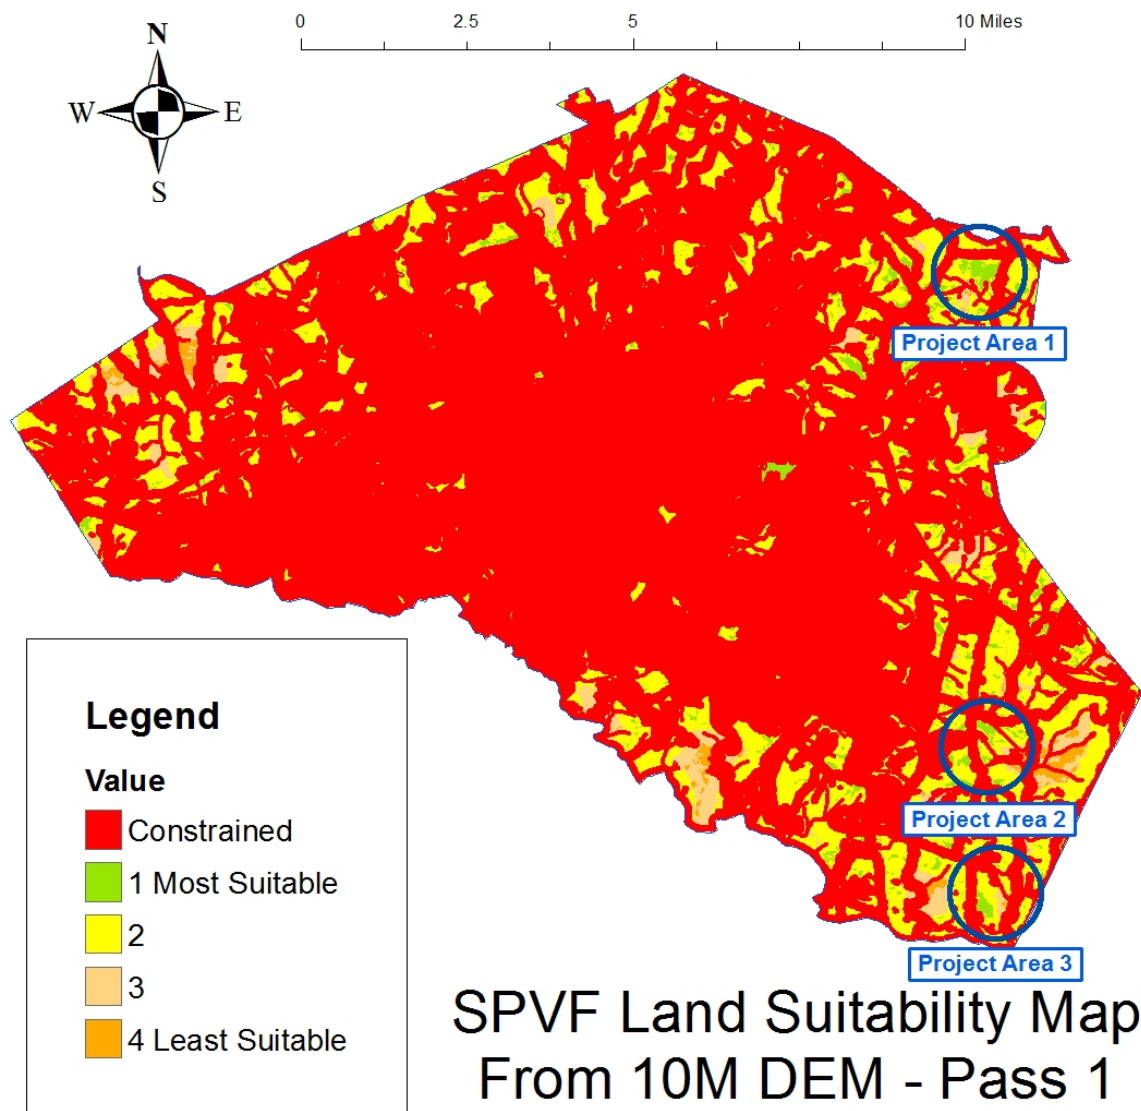 0 2.5 5 10 Miles
N
W E
S
Project Area 1
Legend
Value
Constrained
1 Most Suitable
2
3
4 Least Suitable
Project Area 2
Project Area 3
SPVF Land Suitability Map
From 10M DEM - Pass 1